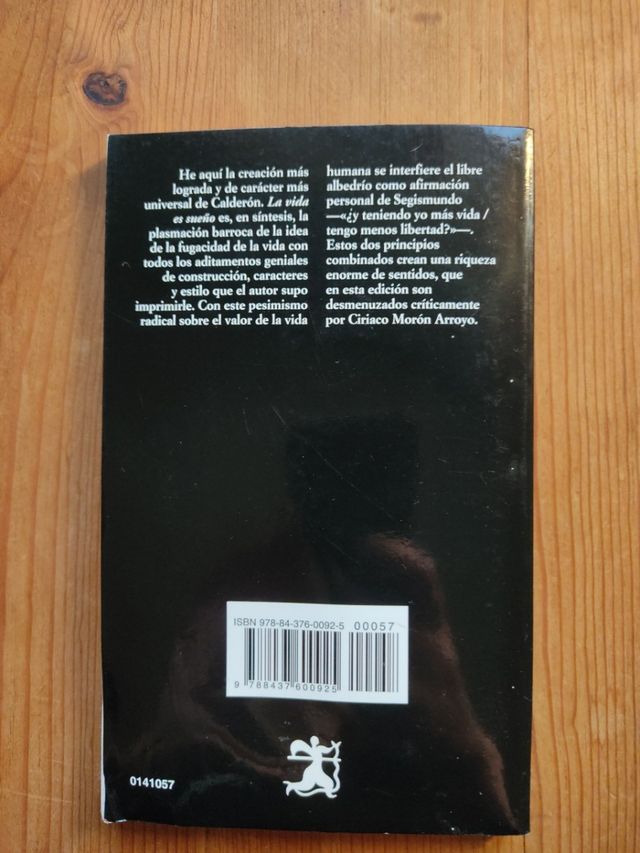 He aquí la creación más
lograda y de carácter más
universal de Calderón. La vida
es sueño es, en síntesis, la
plasmación barroca de la idea
de la fugacidad de la vida con
todos los aditamentos geniales
de construcción, caracteres
y estilo que el autor supo
imprimirle. Con este pesimismo
radical sobre el valor de la vida
humana se interfiere el libre
albedrío como afirmación
personal de Segismundo
—«¿y teniendo yo más vida /
tengo menos libertad?»—.
Estos dos principios
combinados crean una riqueza
enorme de sentidos, que
en esta edición son
desmenuzados críticamente
por Ciriaco Morón Arroyo.
ISBN 978-84-376-0092-5
00057
9 788437 600925
0141057